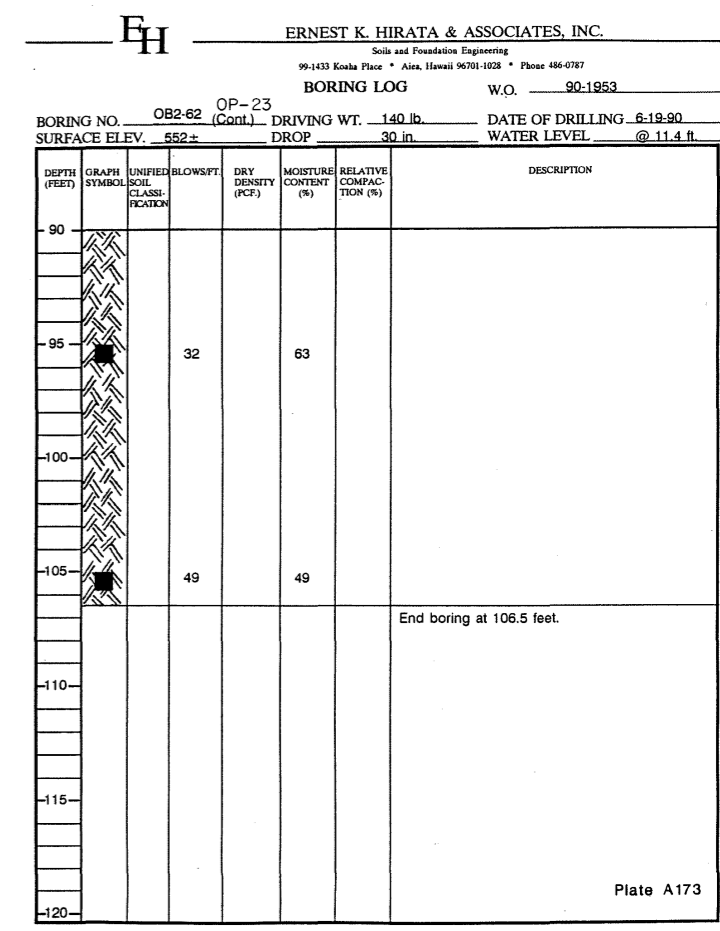 EH
ERNEST K. HIRATA & ASSOCIATES, INC.
Soils and Foundation Engineering
99-1433 Koaha Place * Aiea, Hawaii 96701-1028 * Phone 486-0787
BORING LOG W.O. 90-1953
OP-23
BORING NO. OB2-62 (Cont.) DRIVING WT. 140 lb. DATE OF DRILLING 6-19-90
SURFACE ELEV. 552± DROP 30 in. WATER LEVEL @ 11.4 ft.
DEPTH (FEET)
GRAPH SYMBOL
UNIFIED SOIL CLASSI-FICATION
BLOWS/FT.
DRY DENSITY (PCF.)
MOISTURE CONTENT (%)
RELATIVE COMPAC-TION (%)
DESCRIPTION
90
95 32 63
100
105 49 49
End boring at 106.5 feet.
110
115
Plate A173
120